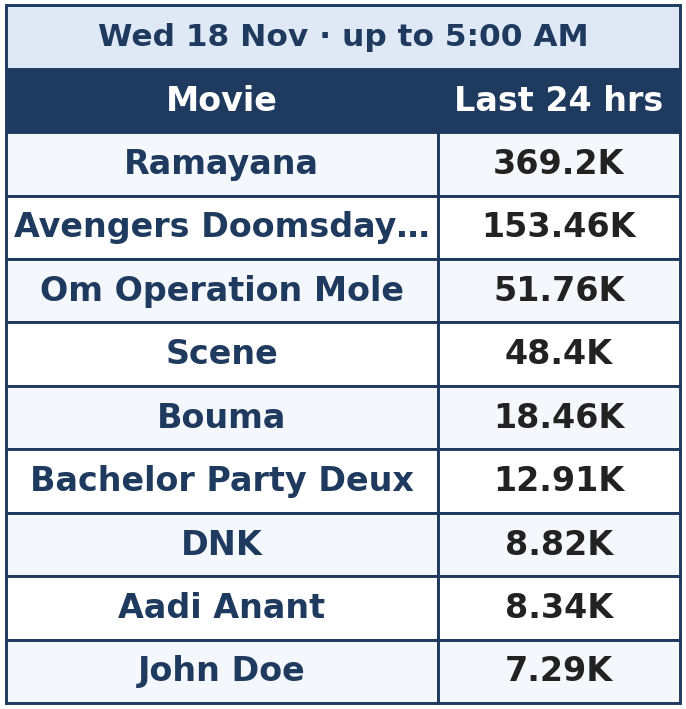 Wed 18 Nov · up to 5:00 AM
Movie Last 24 hrs
Ramayana 369.2K
Avengers Doomsday... 153.46K
Om Operation Mole 51.76K
Scene 48.4K
Bouma 18.46K
Bachelor Party Deux 12.91K
DNK 8.82K
Aadi Anant 8.34K
John Doe 7.29K